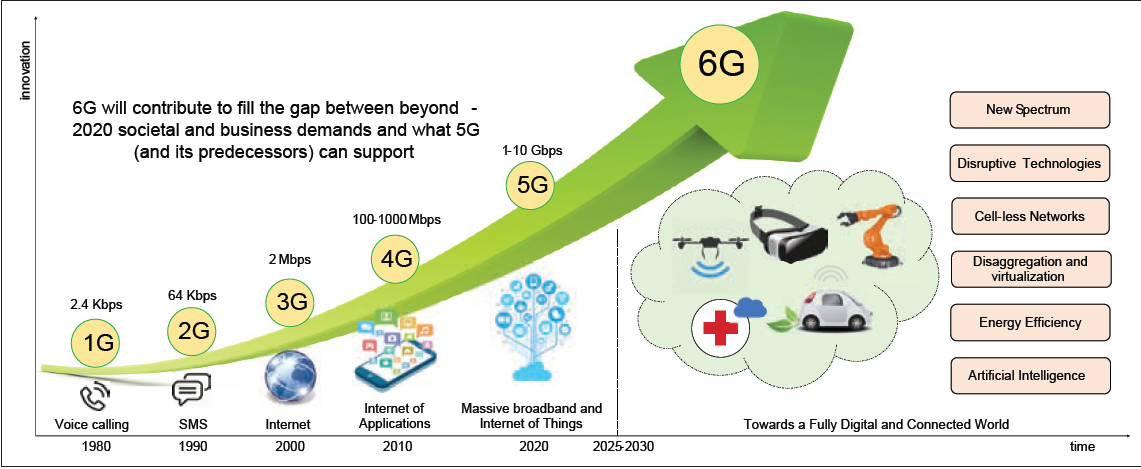 innovation
6G
6G will contribute to fill the gap between beyond -
2020 societal and business demands and what 5G
(and its predecessors) can support
1-10 Gbps
5G
100-1000 Mbps
4G
2 Mbps
3G
64 Kbps
2G
2.4 Kbps
1G
New Spectrum
Disruptive Technologies
Cell-less Networks
Disaggregation and
virtualization
Energy Efficiency
Artificial Intelligence
Voice calling
SMS
Internet
Internet of
Applications
Massive broadband and
Internet of Things
Towards a Fully Digital and Connected World
1980
1990
2000
2010
2020
2025-2030
time